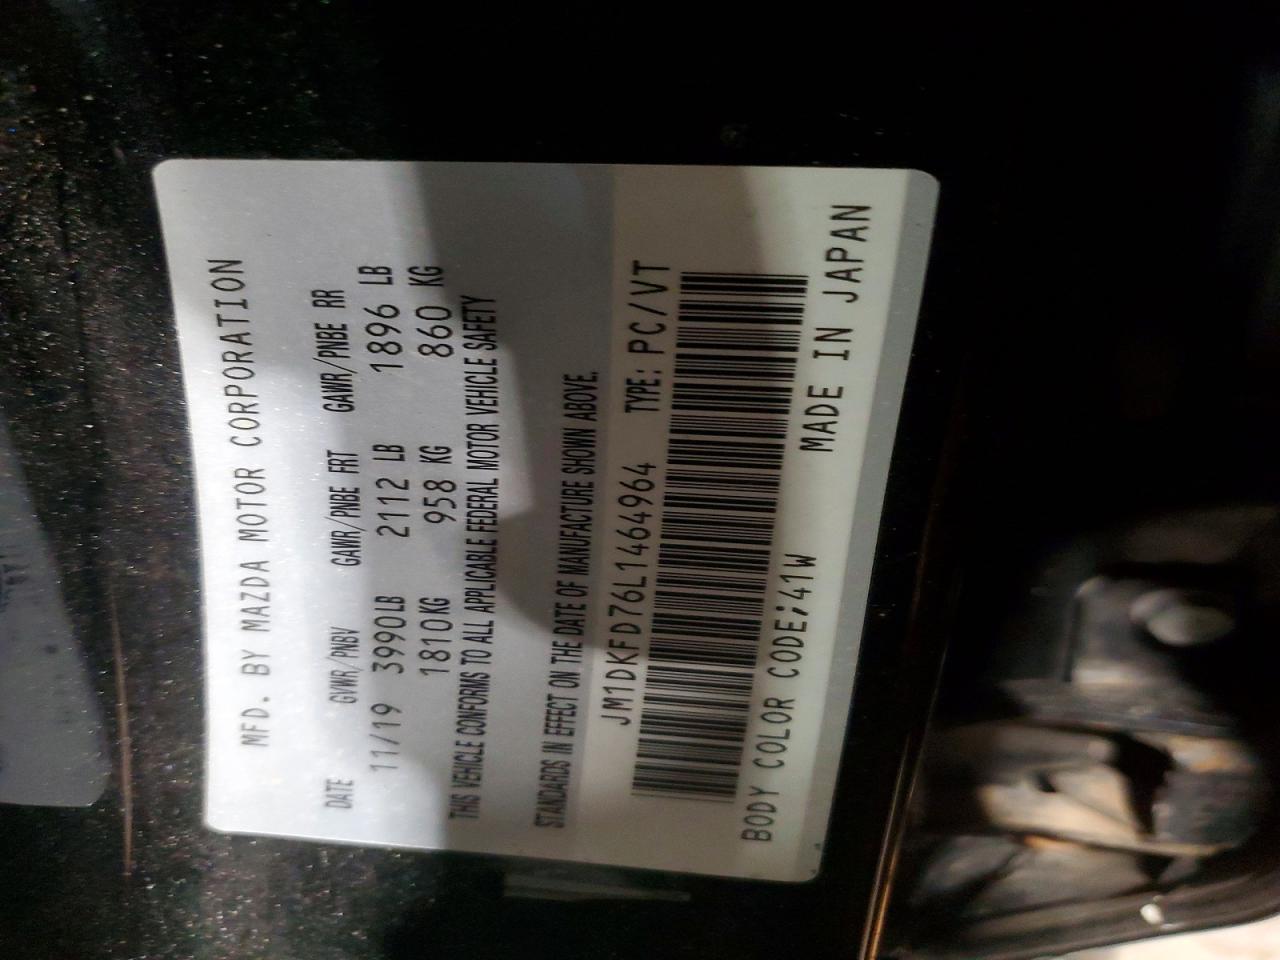 MFD. BY MAZDA MOTOR CORPORATION
DATE GVWR/PNBV GAWR/PNBE FRT GAWR/PNBE RR
11/19 3990LB 2112 LB 1896 LB
1810KG 958 KG 860 KG
THIS VEHICLE CONFORMS TO ALL APPLICABLE FEDERAL MOTOR VEHICLE SAFETY
STANDARDS IN EFFECT ON THE DATE OF MANUFACTURE SHOWN ABOVE.
JM1DKFD76L1464964 TYPE: PC/VT
BODY COLOR CODE;41W MADE IN JAPAN